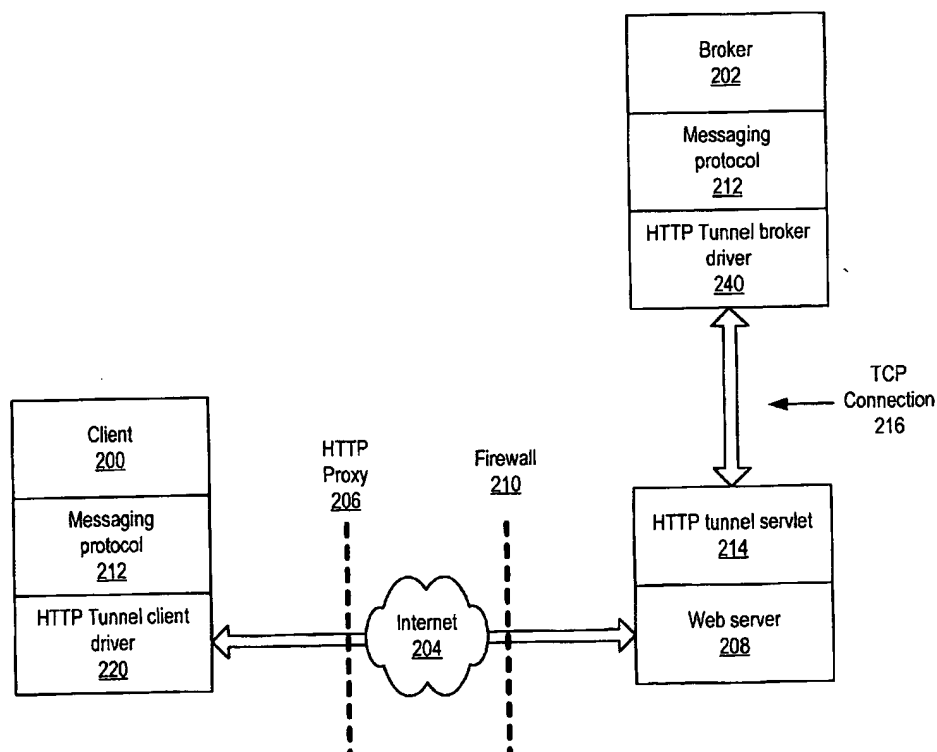 Broker
202
Messaging
protocol
212
HTTP Tunnel broker
driver
240
TCP
Connection
216
Client
200
Messaging
protocol
212
HTTP Tunnel client
driver
220
HTTP
Proxy
206
Firewall
210
Internet
204
HTTP tunnel servlet
214
Web server
208